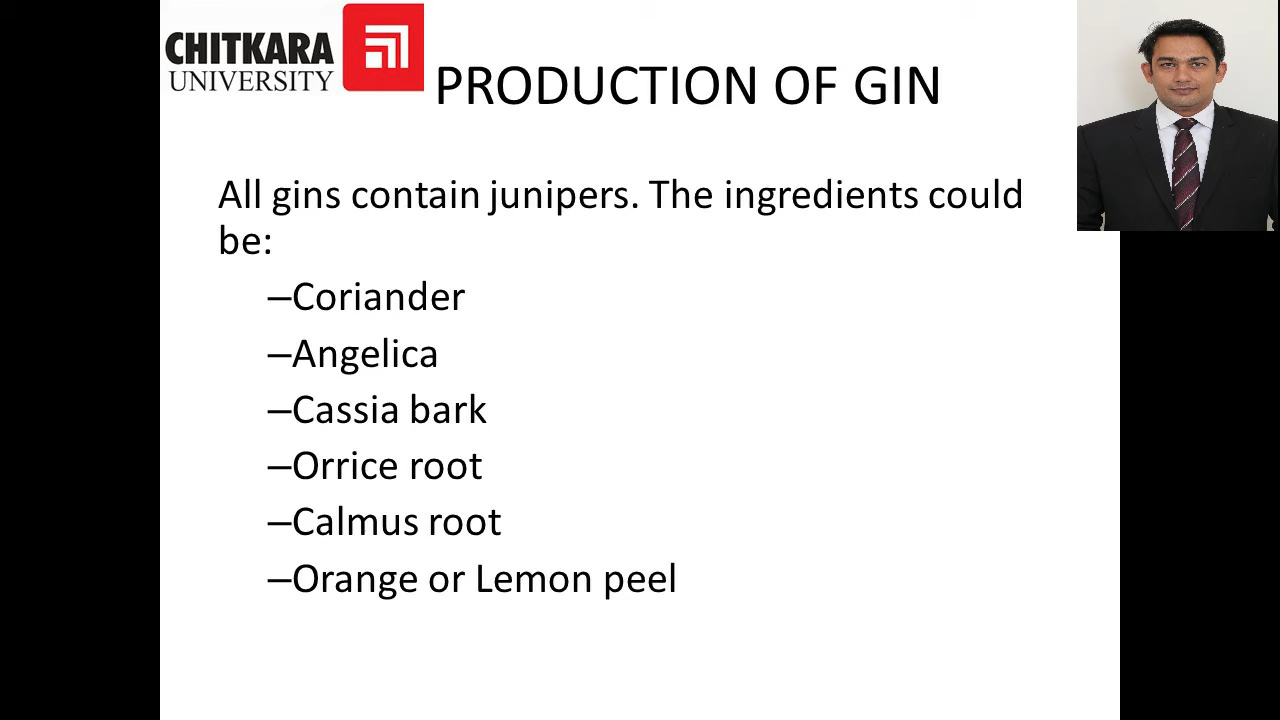 CHITKARA
UNIVERSITY
PRODUCTION OF GIN
All gins contain junipers. The ingredients could
be:
–Coriander
–Angelica
–Cassia bark
–Orrice root
–Calmus root
–Orange or Lemon peel